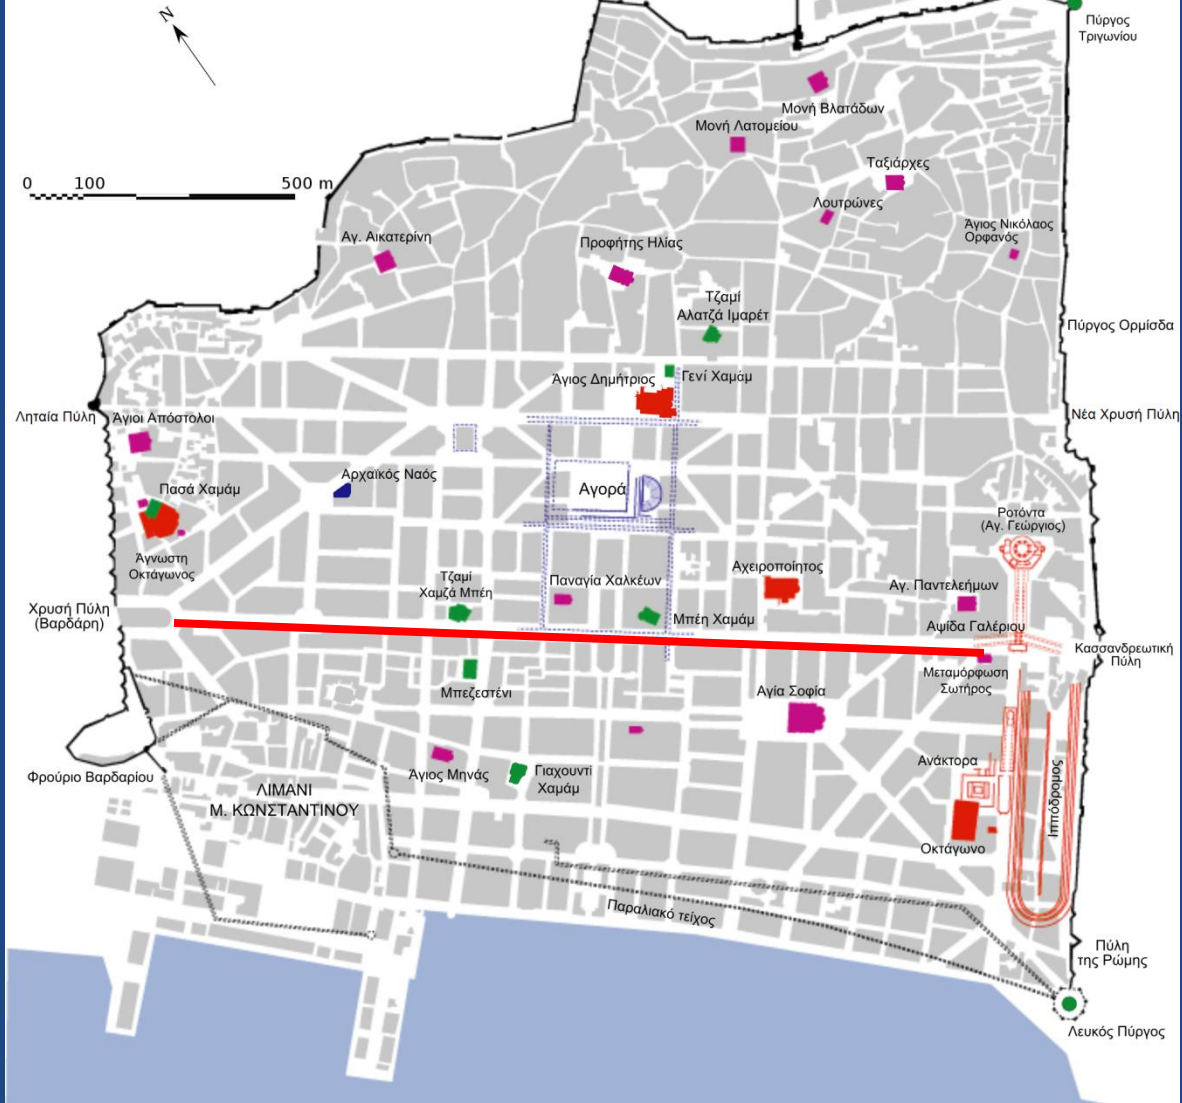 Πύργος
Τριγωνίου
N
Μονή Βλατάδων
Μονή Λατομείου
Ταξιάρχες
0 100 500 m
Λουτρώνες
Άγιος Νικόλαος
Ορφανός
Αγ. Αικατερίνη
Προφήτης Ηλίας
Τζαμί
Αλατζά Ιμαρέτ
Πύργος Ορμίσδα
Άγιος Δημήτριος
Γενί Χαμάμ
Ληταία Πύλη
Άγιοι Απόστολοι
Νέα Χρυσή Πύλη
Αρχαϊκός Ναός
Πασά Χαμάμ
Αγορά
Ροτόντα
(Αγ. Γεώργιος)
Άγνωστη
Οκτάγωνος
Τζαμί
Χαμζά Μπέη
Παναγία Χαλκέων
Αχειροποίητος
Αγ. Παντελεήμων
Χρυσή Πύλη
(Βαρδάρη)
Μπέη Χαμάμ
Αψίδα Γαλέριου
Κασσανδρεωτική
Πύλη
Μεταμόρφωση
Σωτήρος
Μπεζεστένι
Αγία Σοφία
Φρούριο Βαρδαρίου
Άγιος Μηνάς
Γιαχουντί
Χαμάμ
Ανάκτορα
ΛΙΜΑΝΙ
Μ. ΚΩΝΣΤΑΝΤΙΝΟΥ
Ιππόδρομος
Οκτάγωνο
Παραλιακό τείχος
Πύλη
της Ρώμης
Λευκός Πύργος